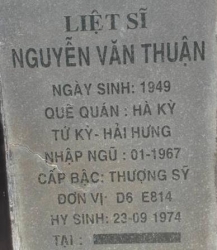 LIỆT SĨ
NGUYỄN VĂN THUẬN
NGÀY SINH: 1949
QUÊ QUÁN: HÀ KỲ
TỨ KỲ- HẢI HƯNG
NHẬP NGŨ : 01-1967
CẤP BẬC: THƯỢNG SỸ
ĐƠN VỊ D6 E814
HY SINH: 23-09 1974
TẠI :